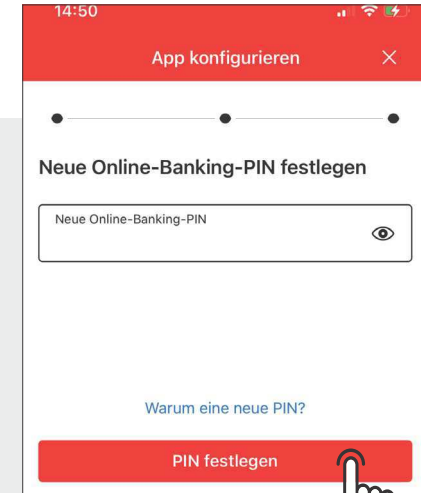 14:50
App konfigurieren
Neue Online-Banking-PIN festlegen
Neue Online-Banking-PIN
Warum eine neue PIN?
PIN festlegen